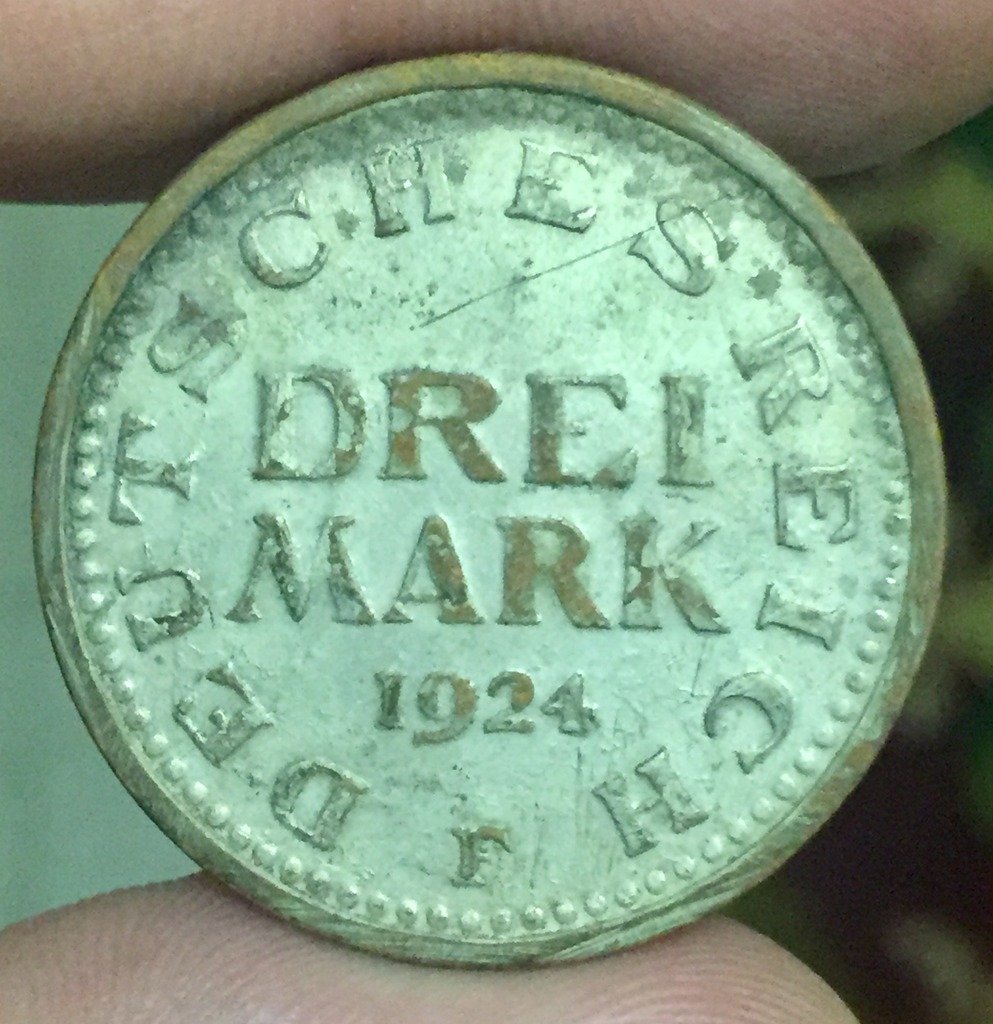 DEUTSCHES REICH
DREI
MARK
1924
F